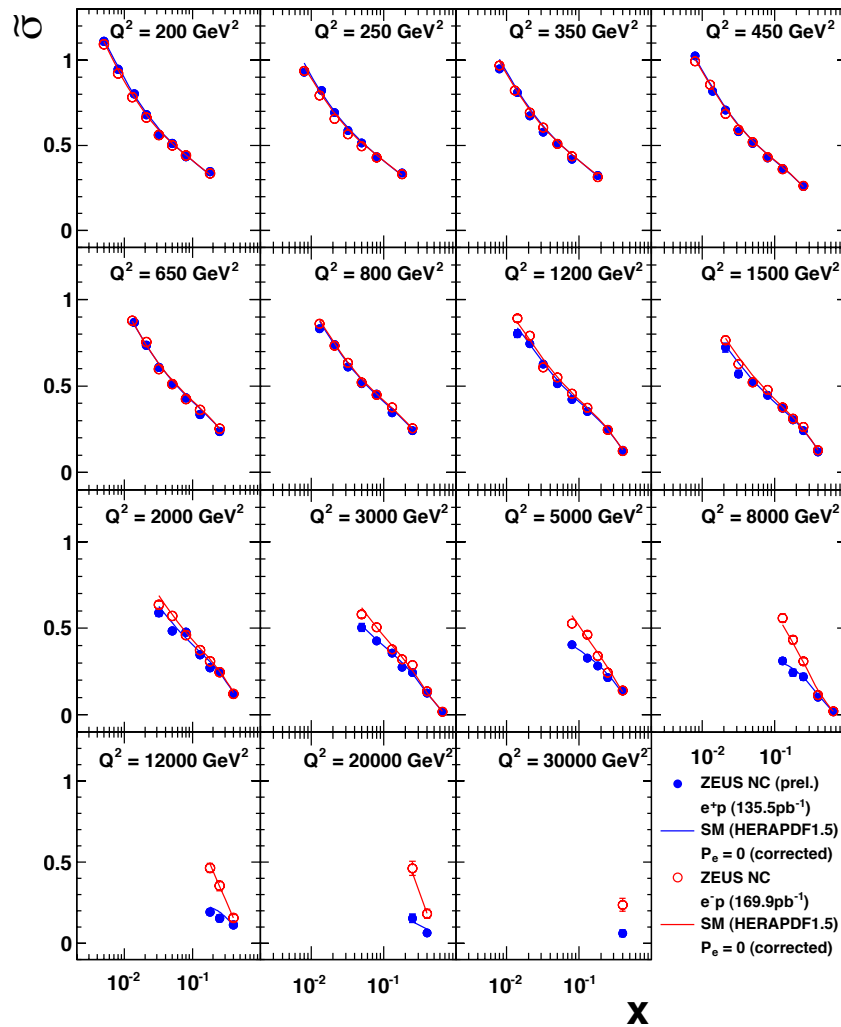 σ̃
Q² = 200 GeV²
Q² = 250 GeV²
Q² = 350 GeV²
Q² = 450 GeV²
1
0.5
0
Q² = 650 GeV²
Q² = 800 GeV²
Q² = 1200 GeV²
Q² = 1500 GeV²
1
0.5
0
Q² = 2000 GeV²
Q² = 3000 GeV²
Q² = 5000 GeV²
Q² = 8000 GeV²
1
0.5
0
Q² = 12000 GeV²
Q² = 20000 GeV²
Q² = 30000 GeV²
1
0.5
0
10⁻² 10⁻¹
ZEUS NC (prel.)
e⁺p (135.5pb⁻¹)
SM (HERAPDF1.5)
Pₑ = 0 (corrected)
ZEUS NC
e⁻p (169.9pb⁻¹)
SM (HERAPDF1.5)
Pₑ = 0 (corrected)
10⁻² 10⁻¹
10⁻² 10⁻¹
10⁻² 10⁻¹
x